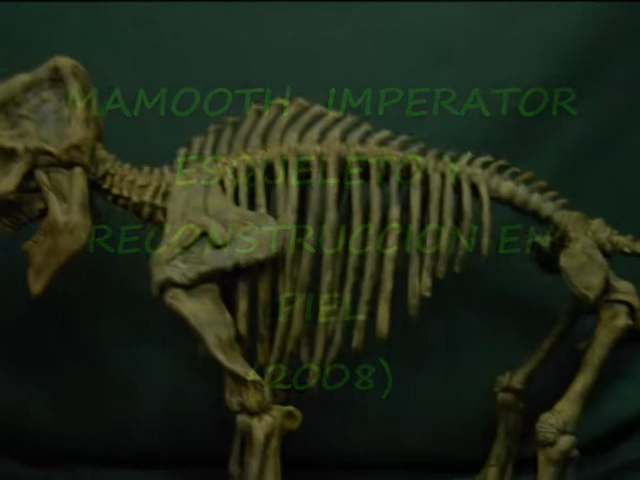 MAMOOTH IMPERATOR
ESQUELETO Y
RECONSTRUCCION EN
PIEL
2008)